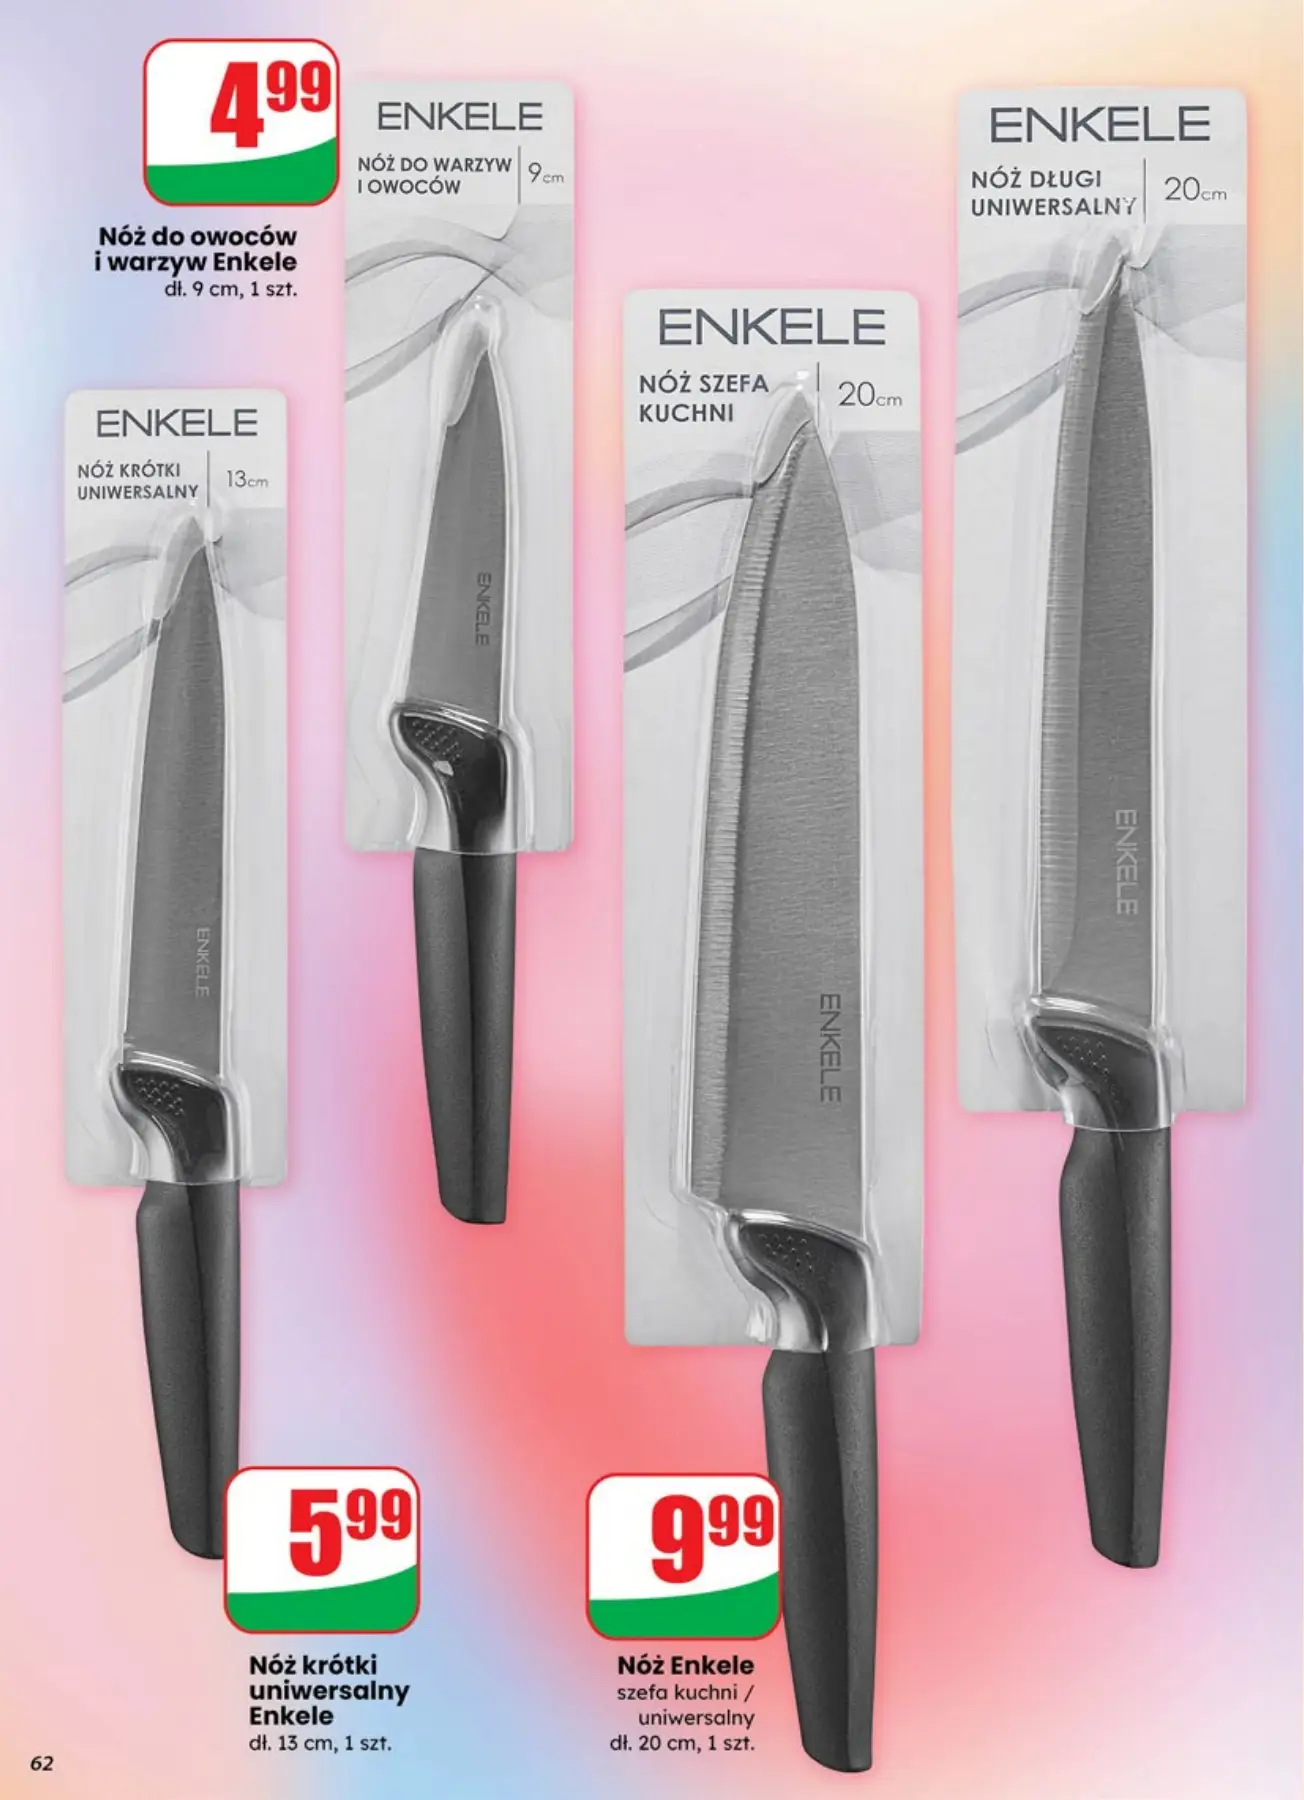 4 99
Nóż do owoców
i warzyw Enkele
dł. 9 cm, 1 szt.
ENKELE
NÓŻ DO WARZYW
I OWOCÓW
9cm
ENKELE
ENKELE
NÓŻ DŁUGI
UNIWERSALNY
20cm
ENKELE
ENKELE
NÓŻ SZEFA
KUCHNI
20cm
ENKELE
ENKELE
NÓŻ KRÓTKI
UNIWERSALNY
13cm
ENKELE
5 99
Nóż krótki
uniwersalny
Enkele
dł. 13 cm, 1 szt.
9 99
Nóż Enkele
szefa kuchni /
uniwersalny
dł. 20 cm, 1 szt.
62